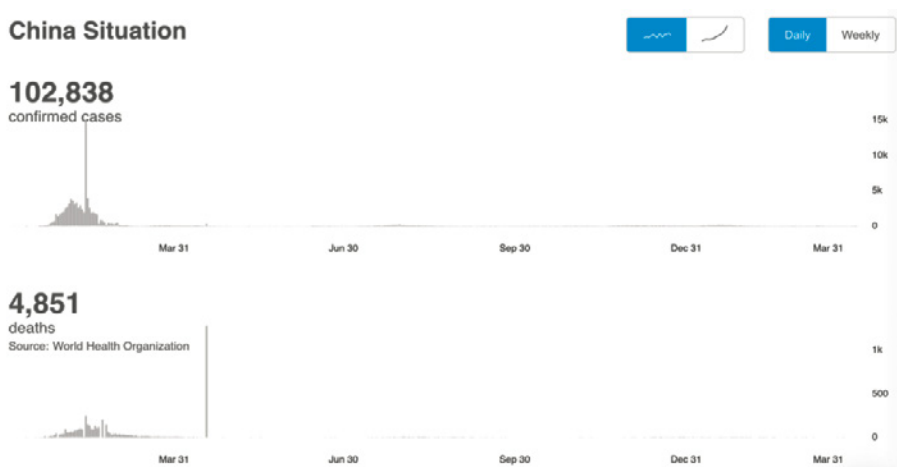 China Situation
Daily
Weekly
102,838
confirmed cases
15k
10k
5k
0
Mar 31
Jun 30
Sep 30
Dec 31
Mar 31
4,851
deaths
Source: World Health Organization
1k
500
0
Mar 31
Jun 30
Sep 30
Dec 31
Mar 31